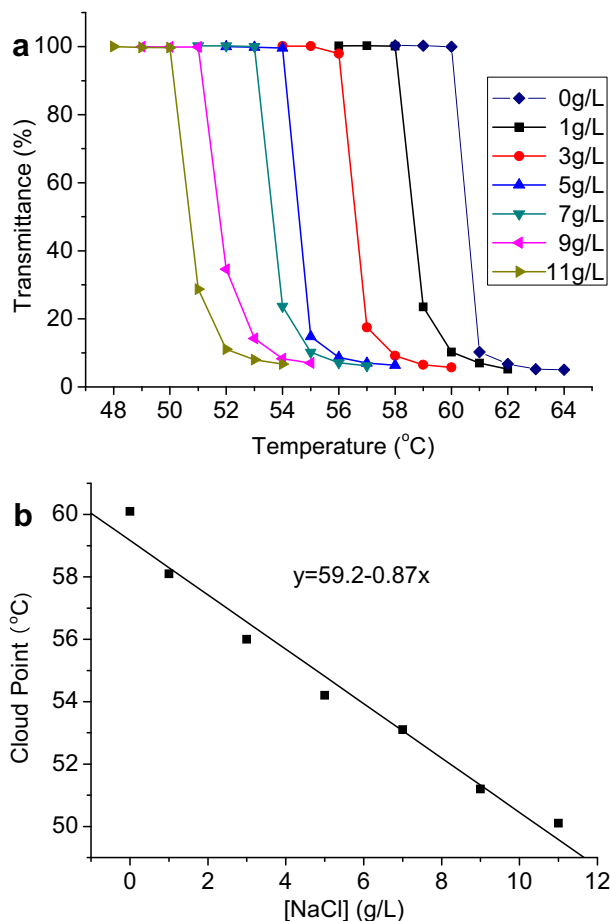 a
100
80
60
40
20
0
Transmittance (%)
0g/L
1g/L
3g/L
5g/L
7g/L
9g/L
11g/L
48 50 52 54 56 58 60 62 64
Temperature (°C)
b
60
58
56
54
52
50
Cloud Point (°C)
y=59.2-0.87x
0 2 4 6 8 10 12
[NaCl] (g/L)